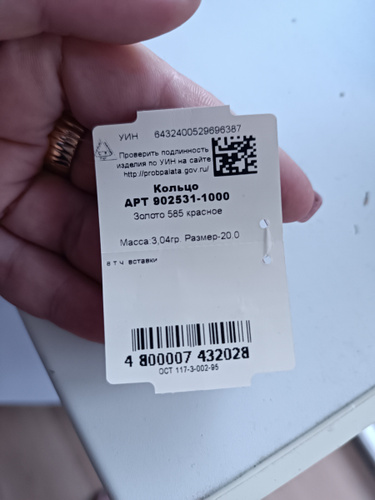 УИН 6432400529696387
Проверить подлинность
изделия по УИН на сайте
http://probpalata.gov.ru/
Кольцо
АРТ 902531-1000
Золото 585 красное
Масса:3,04гр. Размер-20.0
в т.ч. вставки
4 800007 432028
ОСТ 117-3-002-95